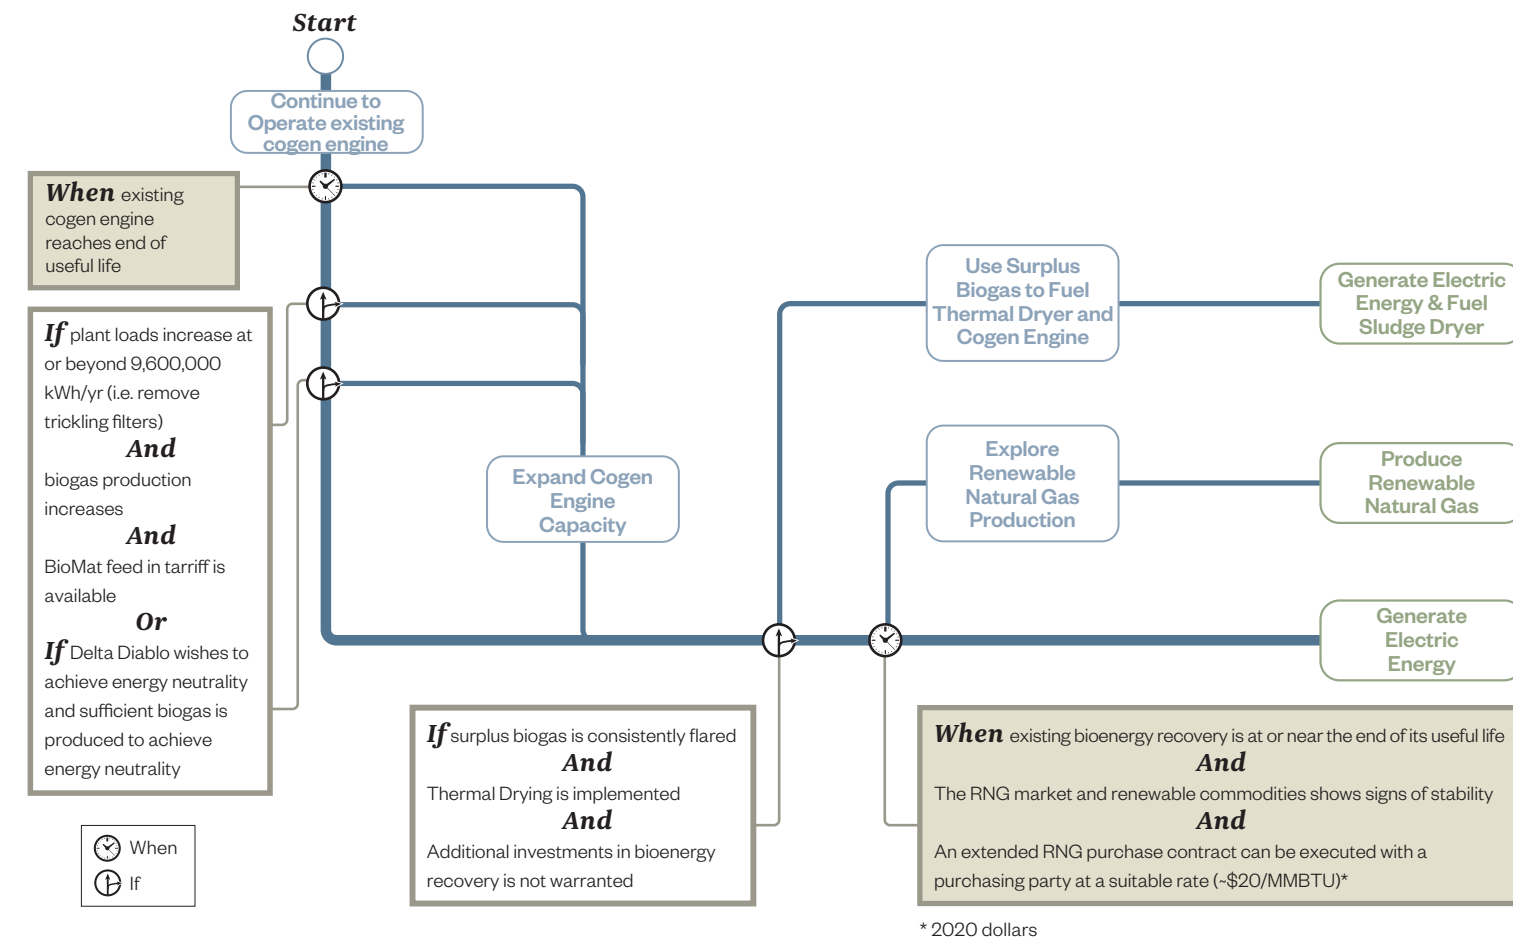 Start
Continue to
Operate existing
cogen engine
When existing
cogen engine
reaches end of
useful life
If plant loads increase at
or beyond 9,600,000
kWh/yr (i.e. remove
trickling filters)
And
biogas production
increases
And
BioMat feed in tarriff is
available
Or
If Delta Diablo wishes to
achieve energy neutrality
and sufficient biogas is
produced to achieve
energy neutrality
When
If
Expand Cogen
Engine
Capacity
Use Surplus
Biogas to Fuel
Thermal Dryer and
Cogen Engine
Generate Electric
Energy & Fuel
Sludge Dryer
Explore
Renewable
Natural Gas
Production
Produce
Renewable
Natural Gas
Generate
Electric
Energy
If surplus biogas is consistently flared
And
Thermal Drying is implemented
And
Additional investments in bioenergy
recovery is not warranted
When existing bioenergy recovery is at or near the end of its useful life
And
The RNG market and renewable commodities shows signs of stability
And
An extended RNG purchase contract can be executed with a
purchasing party at a suitable rate (~$20/MMBTU)*
* 2020 dollars